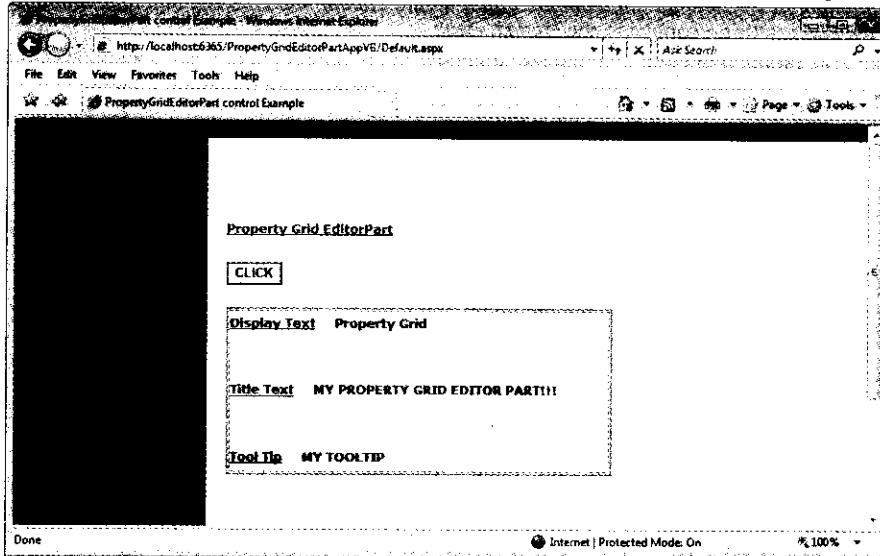 PropertyGridEditorPart control Example - Windows Internet Explorer
http://localhost:6365/PropertyGridEditorPartAppVB/Default.aspx
Ask Search
File Edit View Favorites Tools Help
PropertyGridEditorPart control Example
Page Tools
Property Grid EditorPart
CLICK
Display Text Property Grid
Title Text MY PROPERTY GRID EDITOR PART!!!
Tool Tip MY TOOLTIP
Done
Internet | Protected Mode: On
100%